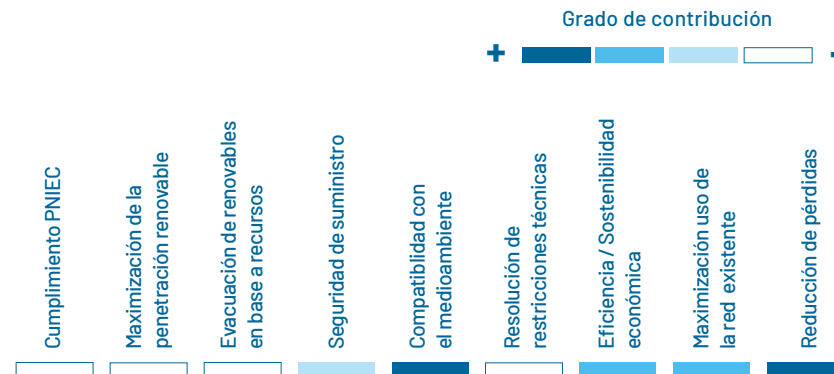 Grado de contribución
+ -
Cumplimiento PNIEC
Maximización de la
penetración renovable
Evacuación de renovables
en base a recursos
Seguridad de suministro
Compatiblidad con
el medioambiente
Resolución de
restricciones técnicas
Eficiencia / Sostenibilidad
económica
Maximización uso de
la red existente
Reducción de pérdidas